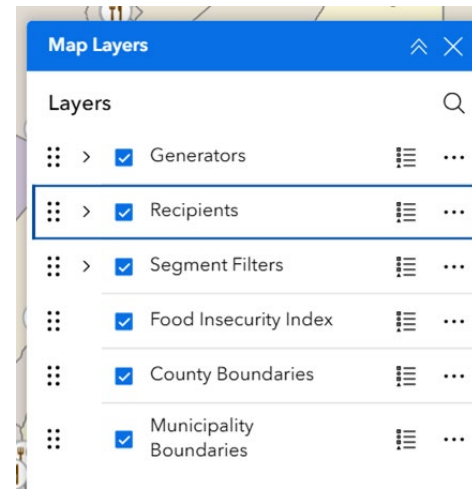 Map Layers
Layers
Generators
Recipients
Segment Filters
Food Insecurity Index
County Boundaries
Municipality
Boundaries